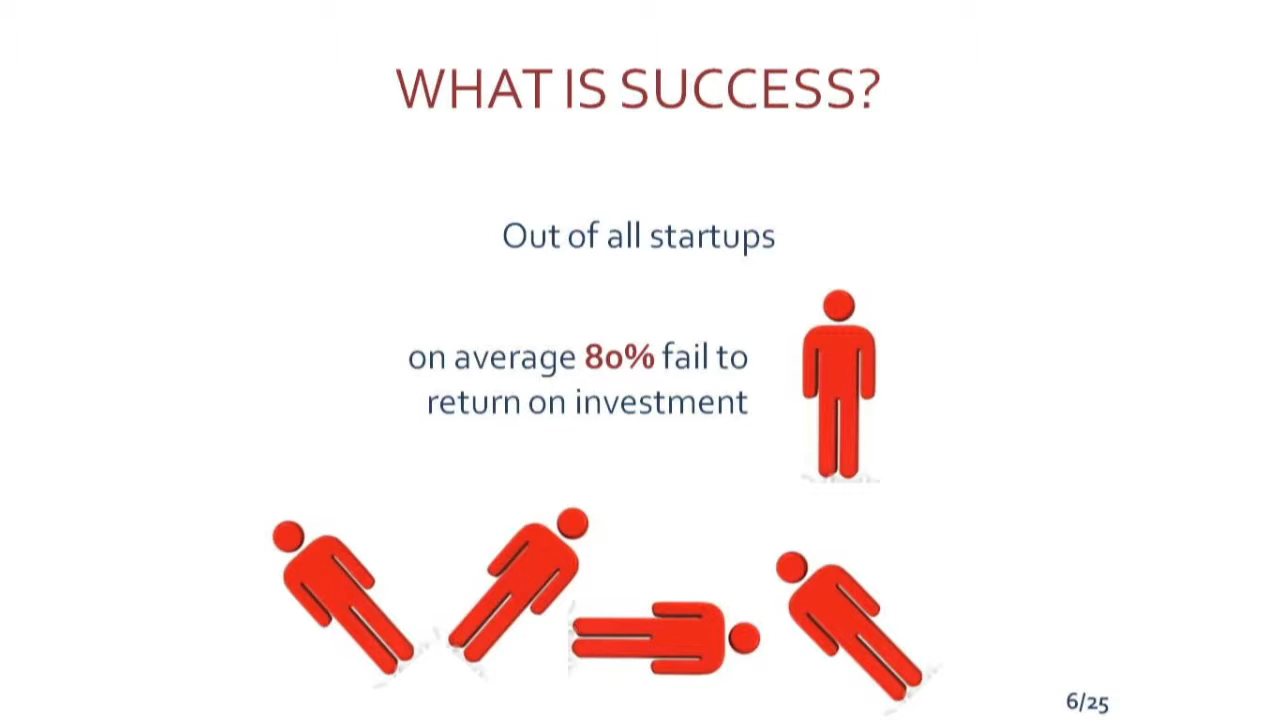 WHAT IS SUCCESS?
Out of all startups
on average 80% fail to
return on investment
6/25